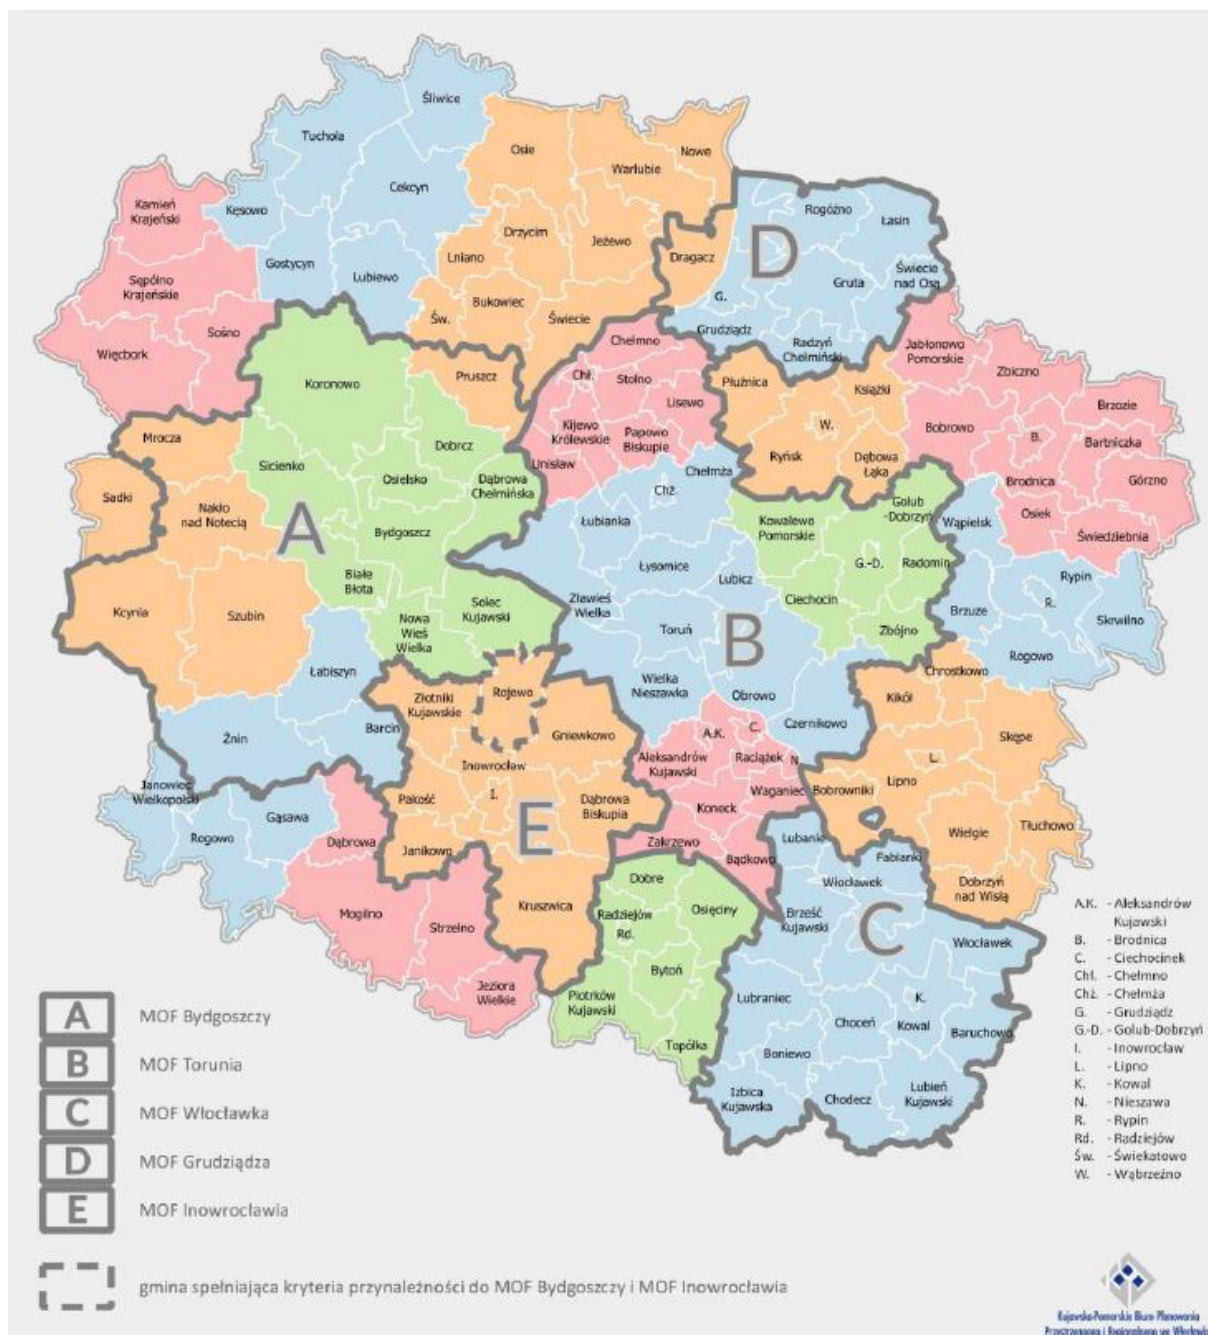 Śliwice
Tuchola
Osie
Nowe
Warlubie
Cekcyn
Kamień
Krajeński
Kęsowo
Rogóźno
Łasin
Drzycim
Jeżewo
Dragacz
D
Gostycyn
Lubiewo
Lniano
Świecie
nad Osą
Sępólno
Krajeńskie
Gruta
G.
Bukowiec
Św.
Świecie
Sośno
Więcbork
Grudziądz
Radzyń
Chełmiński
Chełmno
Jabłonowo
Pomorskie
Koronowo
Pruszcz
Chł.
Stolno
Płużnica
Książki
Zbiczno
Lisewo
Brzozie
Kijewo
Królewskie
Papowo
Biskupie
W.
Bobrowo
B.
Bartniczka
Mrocza
Dobrcz
Sicienko
Osielsko
Unisław
Ryńsk
Dębowa
Łąka
Dąbrowa
Chełmińska
Chełmża
Brodnica
Górzno
Sadki
Nakło
nad Notecią
Chż.
Golub
-Dobrzyń
Osiek
A
Łubianka
Kowalewo
Pomorskie
Wąpielsk
Świedziebnia
Bydgoszcz
Łysomice
G.-D.
Radomin
Białe
Błota
Lubicz
Rypin
Kcynia
Szubin
Solec
Kujawski
Zławieś
Wielka
Ciechocin
Brzuze
R.
Skrwilno
Nowa
Wieś
Wielka
Toruń
B
Zbójno
Rogowo
Łabiszyn
Wielka
Nieszawka
Chrostkowo
Złotniki
Kujawskie
Rojewo
Obrowo
Kikół
Żnin
Barcin
Gniewkowo
A.K.
C.
Czernikowo
Skępe
Inowrocław
Aleksandrów
Kujawski
Raciążek
N
L.
Janowiec
Wielkopolski
Pakość
I.
Dąbrowa
Biskupia
Waganiec
Bobrowniki
Lipno
Koneck
Gąsawa
E
Rogowo
Dąbrowa
Janikowo
Zakrzewo
Bądkowo
Lubanie
Wielgie
Tłuchowo
Fabianki
Dobre
Włocławek
Dobrzyń
nad Wisłą
Kruszwica
Radziejów
Rd.
Osięciny
Mogilno
Strzelno
Brześć
Kujawski
C
Włocławek
Bytoń
Jeziora
Wielkie
Piotrków
Kujawski
Lubraniec
K.
Choceń
Kowal
Baruchowo
Topólka
Boniewo
Izbica
Kujawska
Chodecz
Lubień
Kujawski
A.K. - Aleksandrów
Kujawski
B. - Brodnica
C. - Ciechocinek
Chł. - Chełmno
Chż. - Chełmża
G. - Grudziądz
G.-D. - Golub-Dobrzyń
I. - Inowrocław
L. - Lipno
K. - Kowal
N. - Nieszawa
R. - Rypin
Rd. - Radziejów
Św. - Świekatowo
W. - Wąbrzeźno
A MOF Bydgoszczy
B MOF Torunia
C MOF Włocławka
D MOF Grudziądza
E MOF Inowrocławia
gmina spełniająca kryteria przynależności do MOF Bydgoszczy i MOF Inowrocławia
Kujawsko-Pomorskie Biuro Planowania
Przestrzennego i Regionalnego we Włocławku